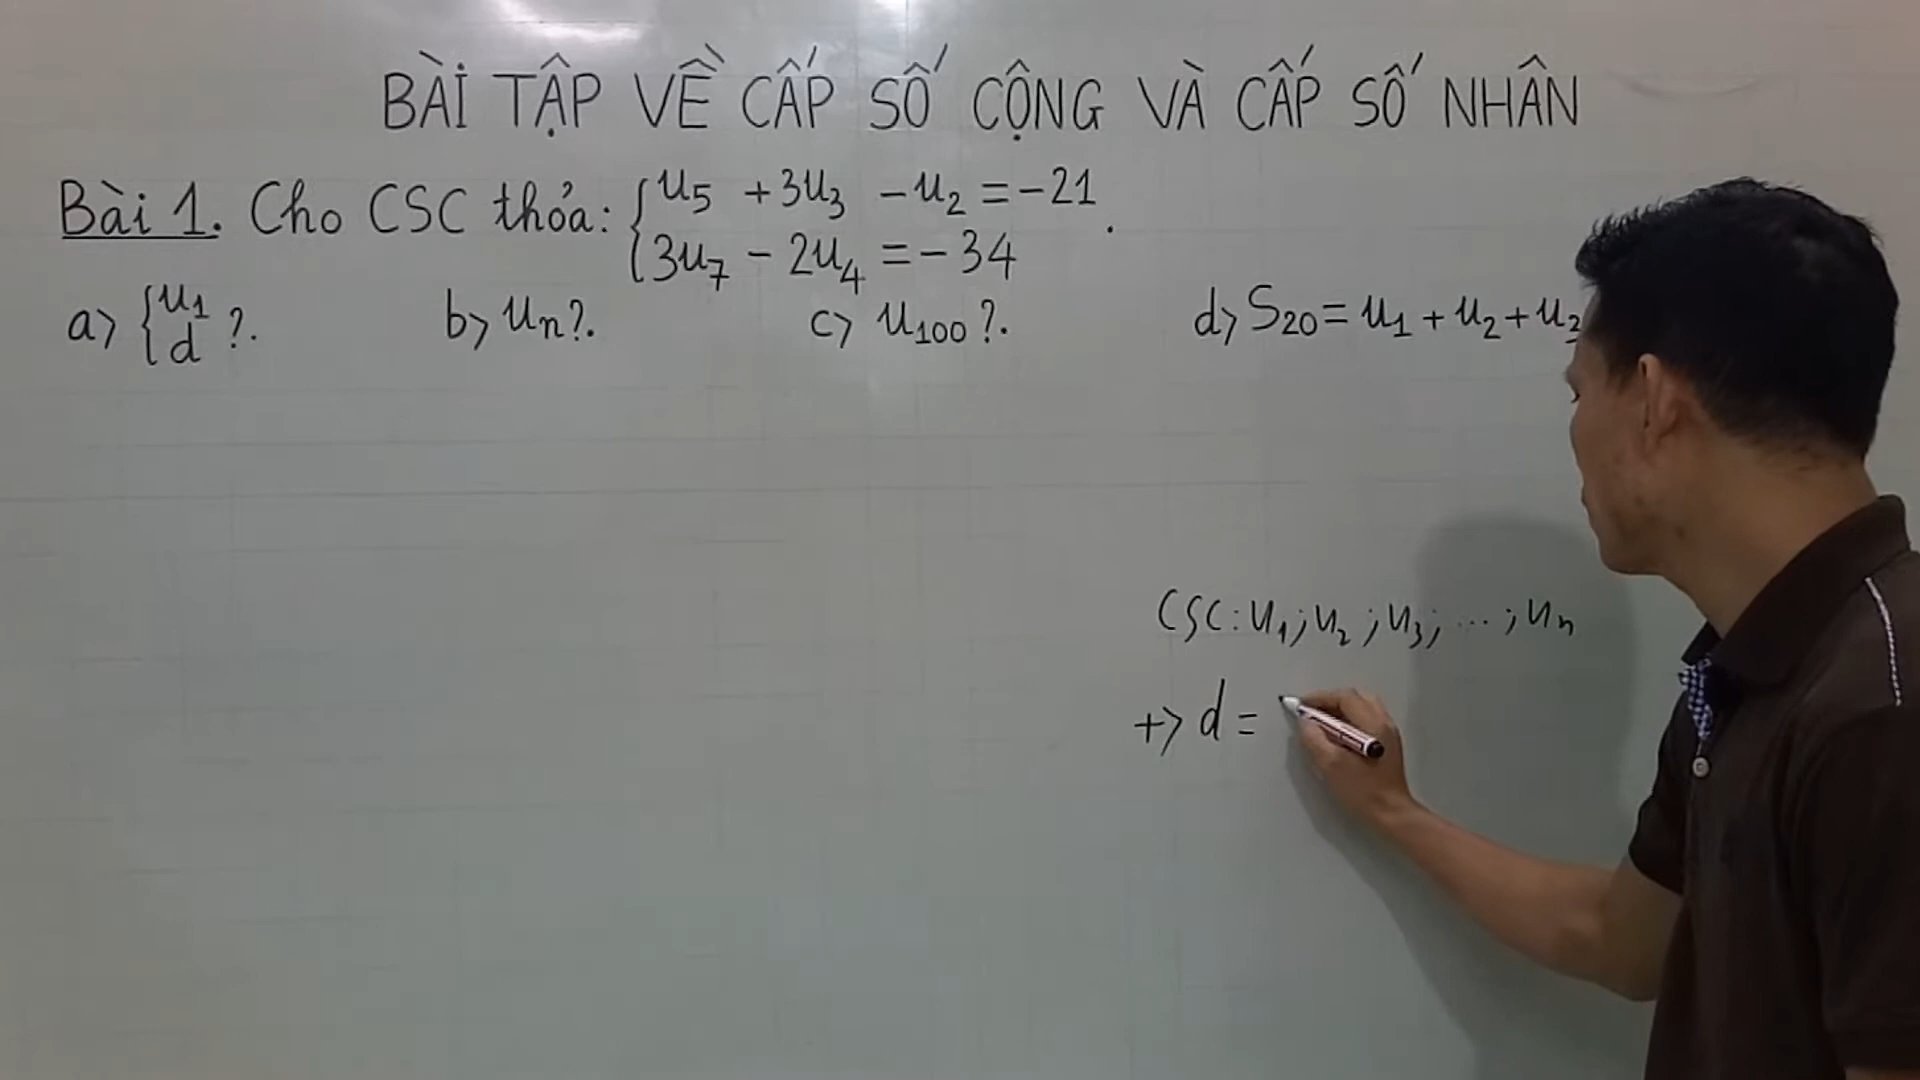 BÀI TẬP VỀ CẤP SỐ CỘNG VÀ CẤP SỐ NHÂN
Bài 1. Cho CSC thỏa: { u₅ + 3u₃ - u₂ = -21
3u₇ - 2u₄ = -34 .
a> { u₁ d ?. b> uₙ ?. c> u₁₀₀ ?. d> S₂₀ = u₁ + u₂ + u₃
CSC: u₁; u₂; u₃; ...; uₙ
+> d =